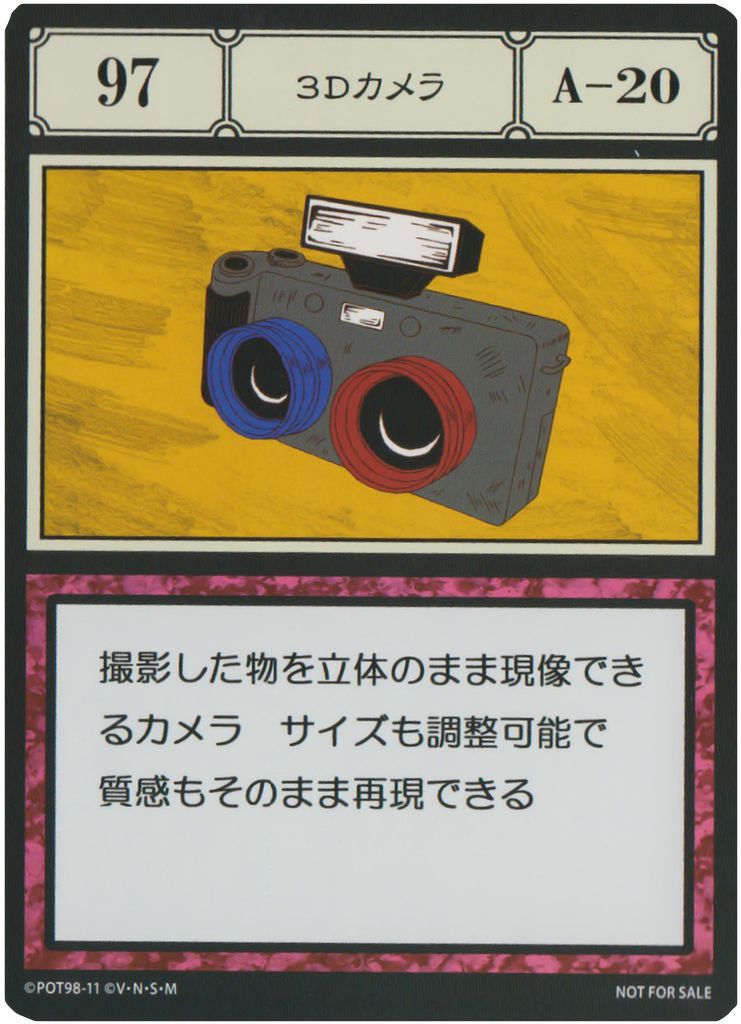 97
3Dカメラ
A-20
撮影した物を立体のまま現像でき
るカメラ　サイズも調整可能で
質感もそのまま再現できる
©POT98-11 ©V・N・S・M
NOT FOR SALE